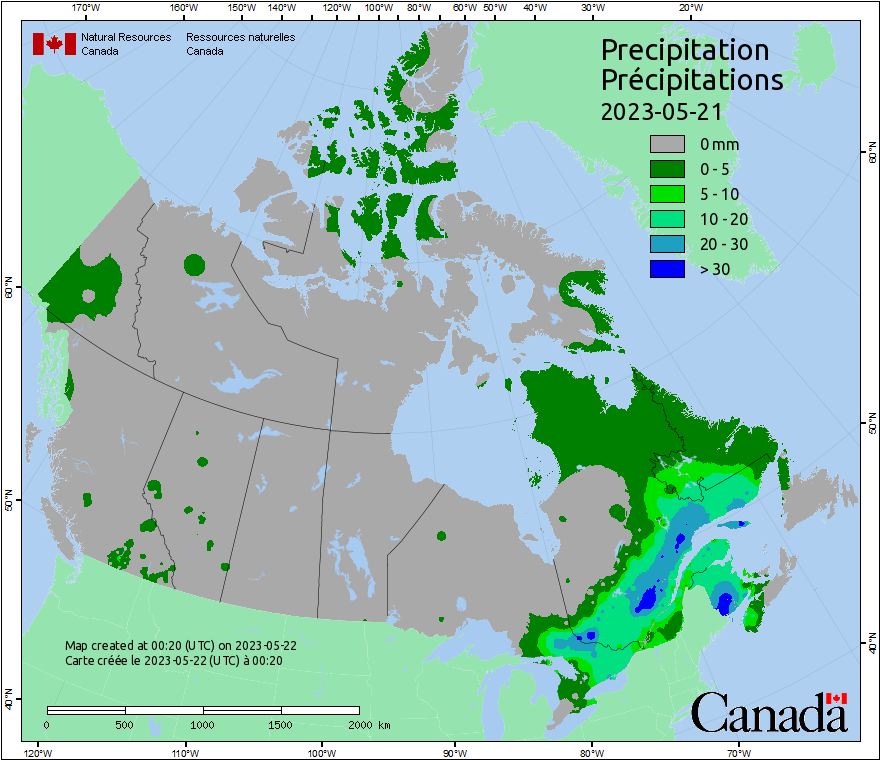 170°W 160°W 150°W 140°W 120°W 100°W 80°W 60°W 50°W 40°W 30°W 20°W
Natural Resources Ressources naturelles
Canada Canada
Precipitation
Précipitations
2023-05-21
0 mm
0 - 5
5 - 10
10 - 20
20 - 30
> 30
60°N
60°N
50°N
50°N
40°N
40°N
Map created at 00:20 (UTC) on 2023-05-22
Carte créée le 2023-05-22 (UTC) à 00:20
0 500 1000 1500 2000 km
Canada
120°W 110°W 100°W 90°W 80°W 70°W